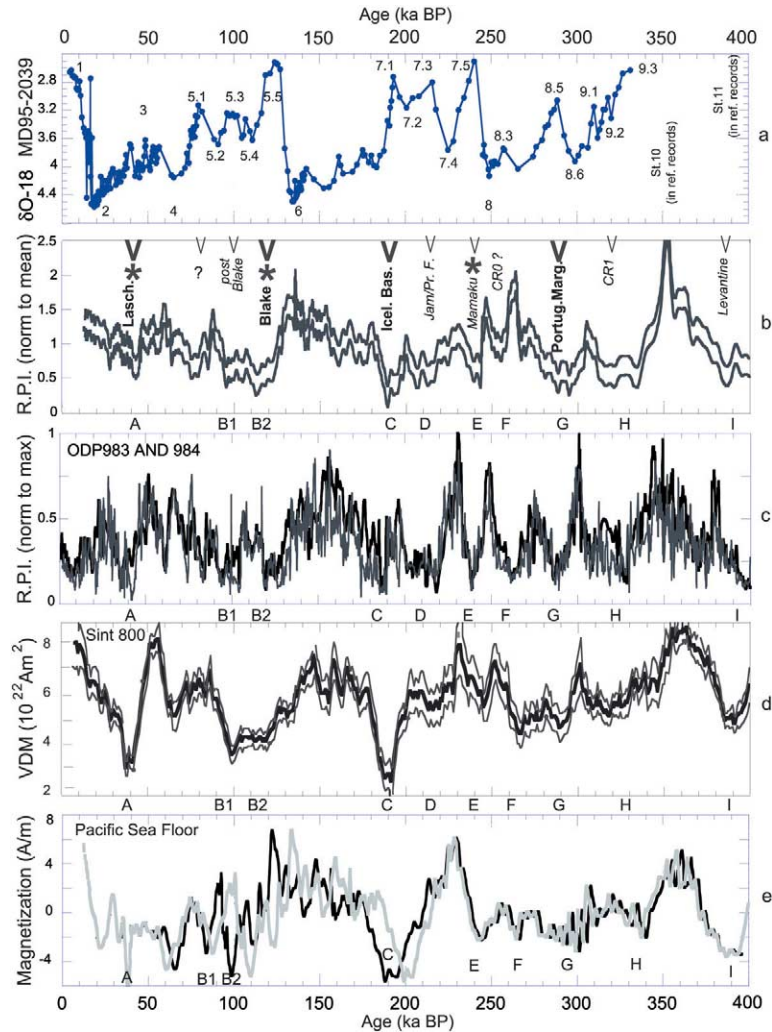 Age (ka BP)
0 50 100 150 200 250 300 350 400
δO-18 MD95-2039
2.8
3.2
3.6
4.0
4.4
1
2
3
4
5.1
5.2
5.3
5.4
5.5
6
7.1
7.2
7.3
7.4
7.5
8
8.3
8.5
8.6
9.1
9.2
9.3
St.10
(in ref. records)
St.11
(in ref. records)
a
R.P.I. (norm to mean)
2.5
2
1.5
1
0.5
0
Lasch.
*
?
post
Blake
Blake
*
Icel. Bas.
Jam/Pr. F.
Mamaku
*
CR0 ?
Portug.Marg.
CR1
Levantine
b
A B1 B2 C D E F G H I
R.P.I. (norm to max)
1
0.5
0
ODP983 AND 984
c
A B1 B2 C D E F G H I
VDM (10 22Am 2)
8
6
4
2
Sint 800
d
A B1 B2 C D E F G H I
Magnetization (A/m)
8
4
0
-4
Pacific Sea Floor
e
A B1 B2 C E F G H I
0 50 100 150 200 250 300 350 400
Age (ka BP)